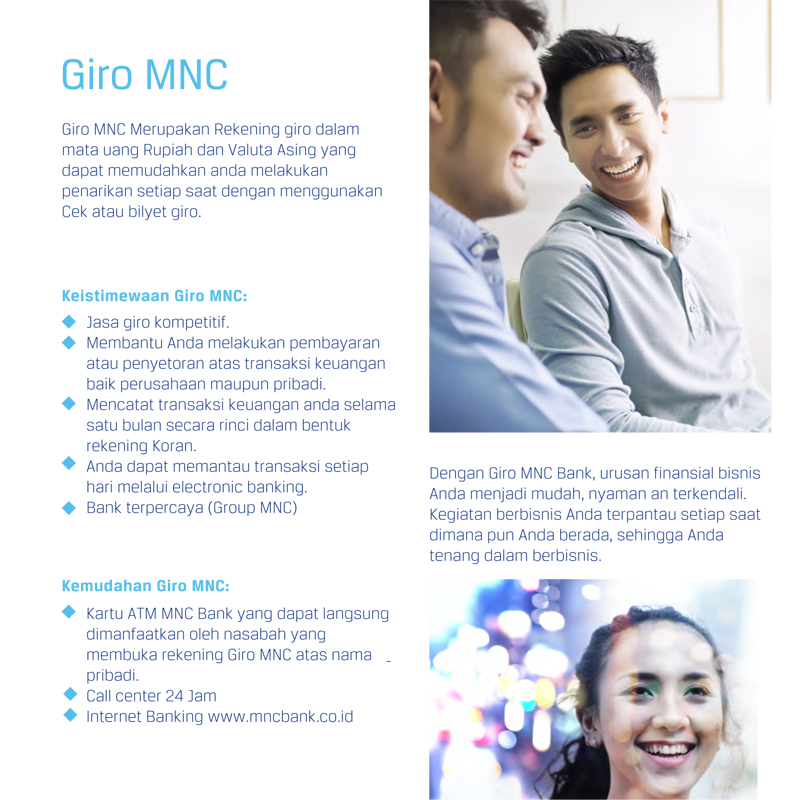 Giro MNC
Giro MNC Merupakan Rekening giro dalam
mata uang Rupiah dan Valuta Asing yang
dapat memudahkan anda melakukan
penarikan setiap saat dengan menggunakan
Cek atau bilyet giro.
Keistimewaan Giro MNC:
Jasa giro kompetitif.
Membantu Anda melakukan pembayaran
atau penyetoran atas transaksi keuangan
baik perusahaan maupun pribadi.
Mencatat transaksi keuangan anda selama
satu bulan secara rinci dalam bentuk
rekening Koran.
Anda dapat memantau transaksi setiap
hari melalui electronic banking.
Bank terpercaya (Group MNC)
Kemudahan Giro MNC:
Kartu ATM MNC Bank yang dapat langsung
dimanfaatkan oleh nasabah yang
membuka rekening Giro MNC atas nama -
pribadi.
Call center 24 Jam
Internet Banking www.mncbank.co.id
Dengan Giro MNC Bank, urusan finansial bisnis
Anda menjadi mudah, nyaman an terkendali.
Kegiatan berbisnis Anda terpantau setiap saat
dimana pun Anda berada, sehingga Anda
tenang dalam berbisnis.